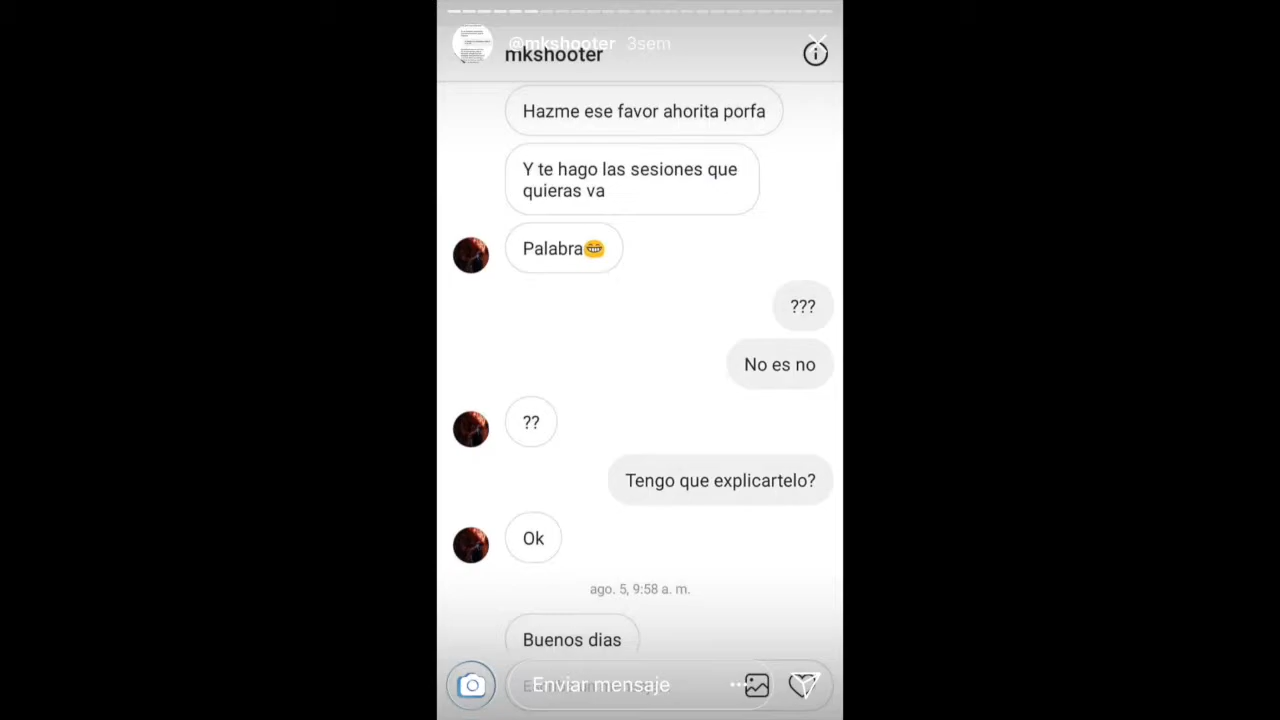 @mkshooter 3sem
mkshooter
Hazme ese favor ahorita porfa
Y te hago las sesiones que
quieras va
Palabra😁
???
No es no
??
Tengo que explicartelo?
Ok
ago. 5, 9:58 a. m.
Buenos dias
Enviar mensaje